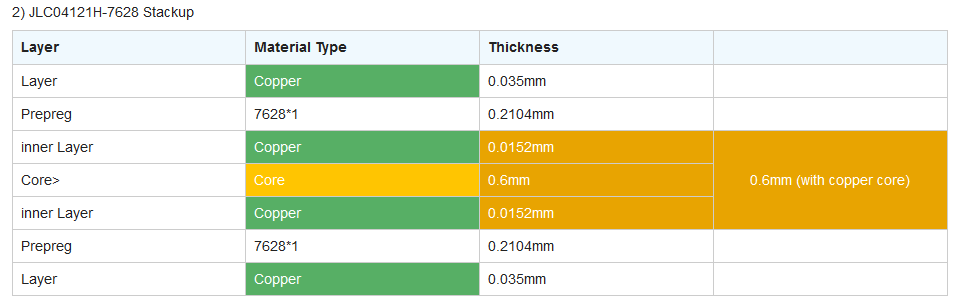 2) JLC04121H-7628 Stackup
Layer Material Type Thickness
Layer Copper 0.035mm
Prepreg 7628*1 0.2104mm
inner Layer Copper 0.0152mm
Core> Core 0.6mm 0.6mm (with copper core)
inner Layer Copper 0.0152mm
Prepreg 7628*1 0.2104mm
Layer Copper 0.035mm